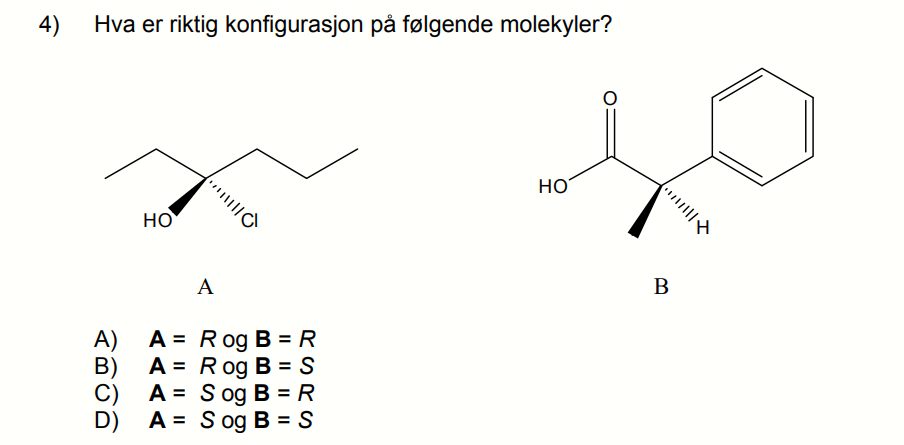 4) Hva er riktig konfigurasjon på følgende molekyler?
O
HO
HO
Cl
H
A
B
A) A = R og B = R
B) A = R og B = S
C) A = S og B = R
D) A = S og B = S